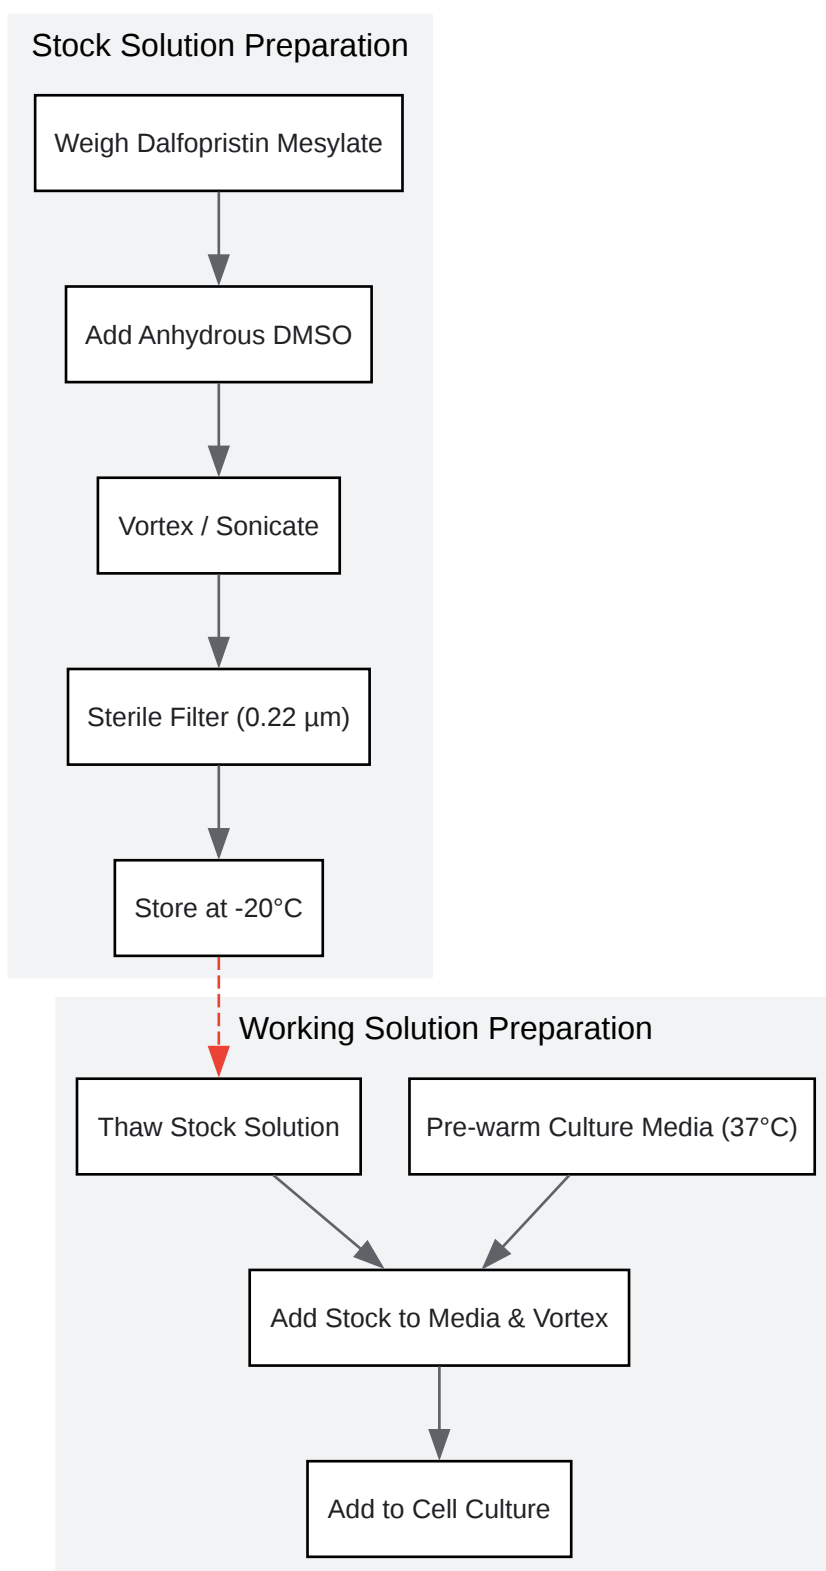 Stock Solution Preparation
Weigh Dalfopristin Mesylate
Add Anhydrous DMSO
Vortex / Sonicate
Sterile Filter (0.22 µm)
Store at -20°C
Working Solution Preparation
Thaw Stock Solution
Pre-warm Culture Media (37°C)
Add Stock to Media & Vortex
Add to Cell Culture